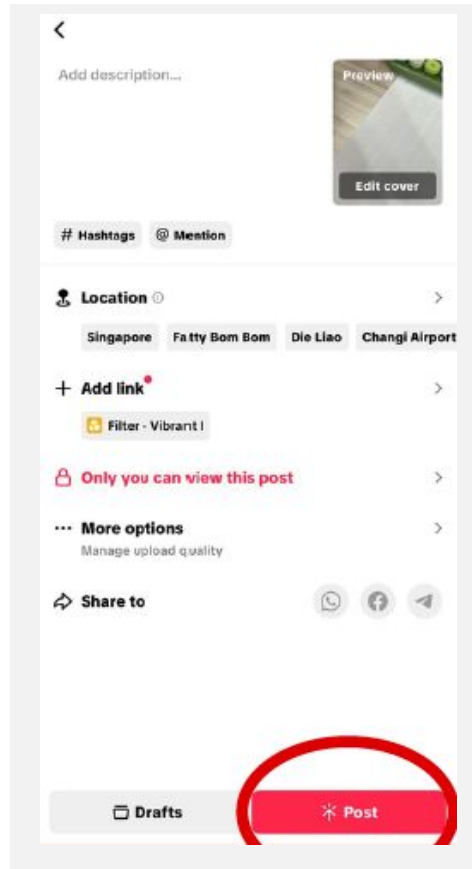 Add description...
Preview
Edit cover
# Hashtags @ Mention
Location
Singapore Fatty Bom Bom Die Liao Changi Airport
+ Add link
Filter - Vibrant I
Only you can view this post
... More options
Manage upload quality
Share to
Drafts
Post